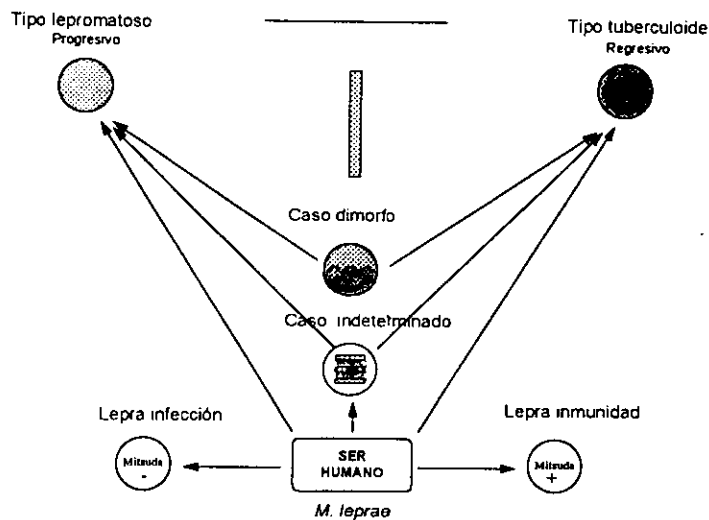 Tipo lepromatoso
Progresivo
Tipo tuberculoide
Regresivo
Caso dimorfo
Caso indeterminado
Lepra infección
Lepra inmunidad
Mitsuda
-
SER
HUMANO
Mitsuda
+
M. leprae